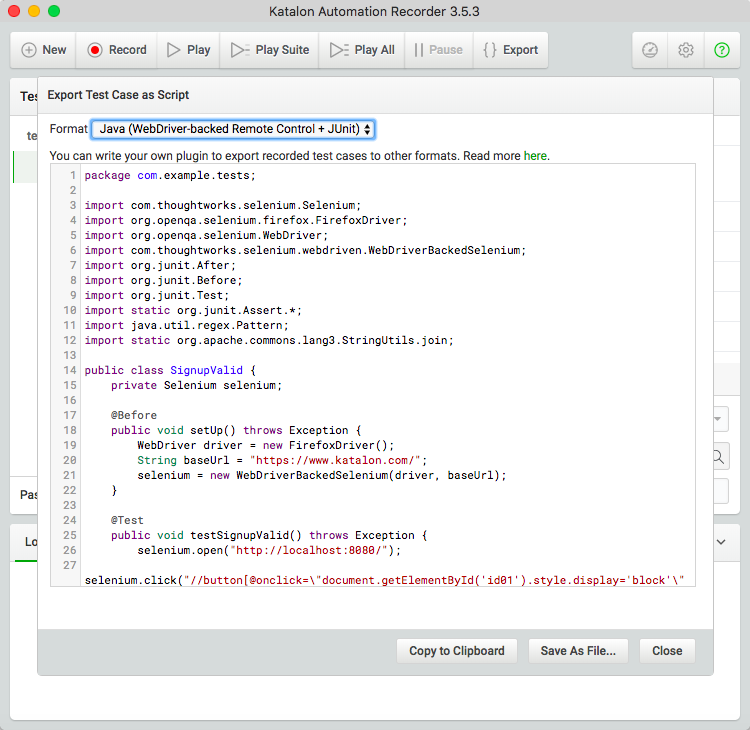 Katalon Automation Recorder 3.5.3
New Record Play Play Suite Play All Pause {} Export
Export Test Case as Script
Format Java (WebDriver-backed Remote Control + JUnit)
You can write your own plugin to export recorded test cases to other formats. Read more here.
1 package com.example.tests;
2
3 import com.thoughtworks.selenium.Selenium;
4 import org.openqa.selenium.firefox.FirefoxDriver;
5 import org.openqa.selenium.WebDriver;
6 import com.thoughtworks.selenium.webdriven.WebDriverBackedSelenium;
7 import org.junit.After;
8 import org.junit.Before;
9 import org.junit.Test;
10 import static org.junit.Assert.*;
11 import java.util.regex.Pattern;
12 import static org.apache.commons.lang3.StringUtils.join;
13
14 public class SignupValid {
15 private Selenium selenium;
16
17 @Before
18 public void setUp() throws Exception {
19 WebDriver driver = new FirefoxDriver();
20 String baseUrl = "https://www.katalon.com/";
21 selenium = new WebDriverBackedSelenium(driver, baseUrl);
22 }
23
24 @Test
25 public void testSignupValid() throws Exception {
26 selenium.open("http://localhost:8080/");
27
selenium.click("//button[@onclick=\"document.getElementById('id01').style.display='block'\"
Copy to Clipboard Save As File... Close